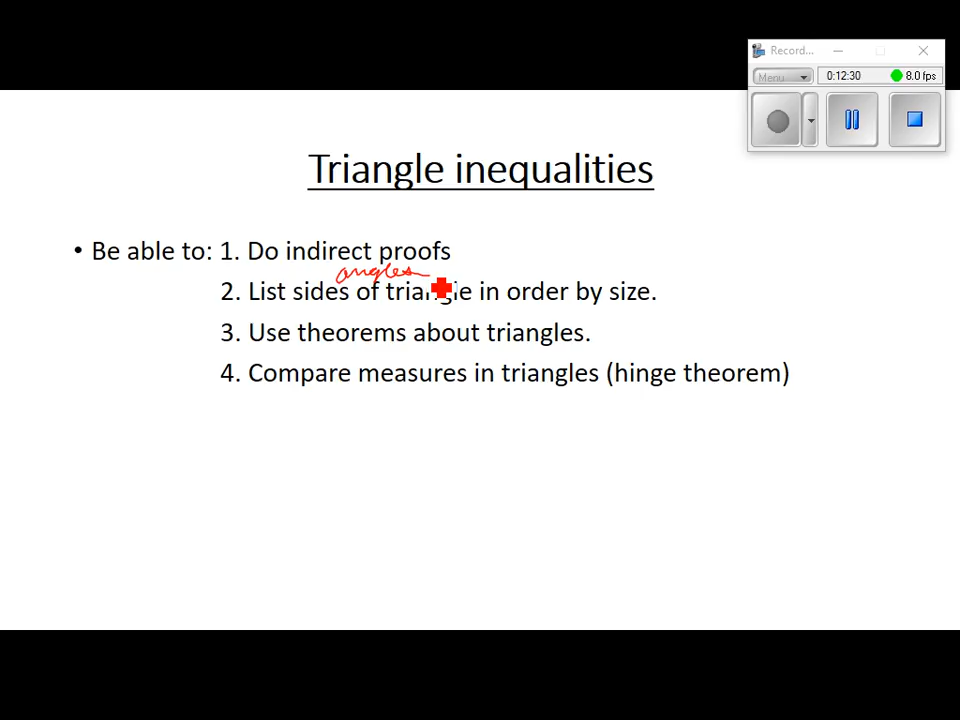 Record...
Menu
0:12:30
8.0 fps
Triangle inequalities
• Be able to: 1. Do indirect proofs
angles
2. List sides of triangle in order by size.
3. Use theorems about triangles.
4. Compare measures in triangles (hinge theorem)